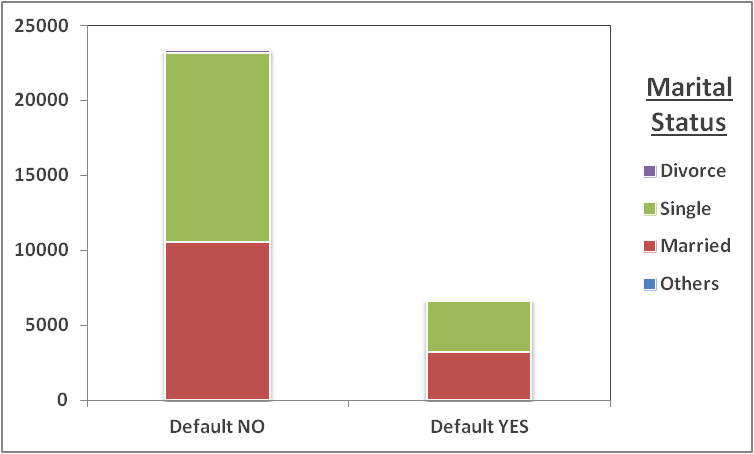 25000
20000
15000
10000
5000
0
Default NO
Default YES
Marital
Status
Divorce
Single
Married
Others